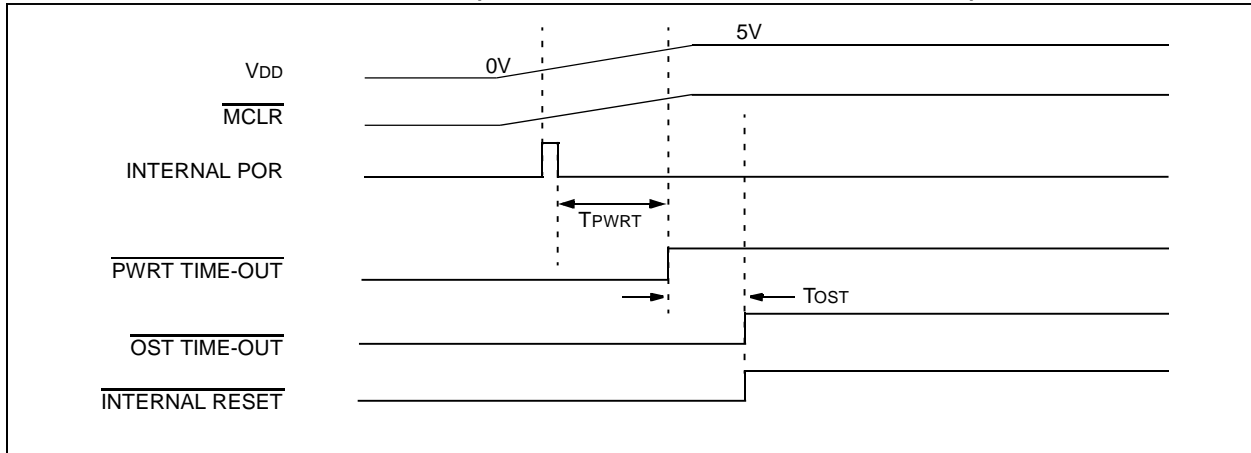 5V
VDD
0V
MCLR
INTERNAL POR
TPWRT
PWRT TIME-OUT
TOST
OST TIME-OUT
INTERNAL RESET